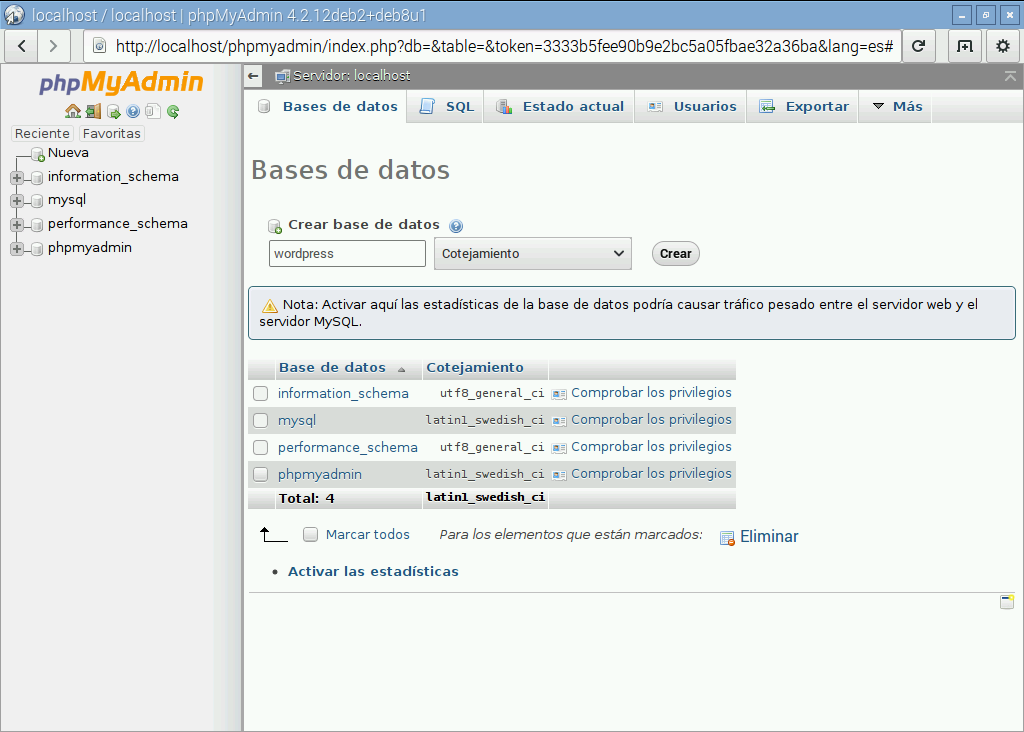 localhost / localhost | phpMyAdmin 4.2.12deb2+deb8u1
http://localhost/phpmyadmin/index.php?db=&table=&token=3333b5fee90b9e2bc5a05fbae32a36ba&lang=es#
phpMyAdmin
Reciente Favoritas
Nueva
information_schema
mysql
performance_schema
phpmyadmin
Servidor: localhost
Bases de datos SQL Estado actual Usuarios Exportar Más
Bases de datos
Crear base de datos
wordpress Cotejamiento Crear
Nota: Activar aquí las estadísticas de la base de datos podría causar tráfico pesado entre el servidor web y el
servidor MySQL.
Base de datos Cotejamiento
information_schema utf8_general_ci Comprobar los privilegios
mysql latin1_swedish_ci Comprobar los privilegios
performance_schema utf8_general_ci Comprobar los privilegios
phpmyadmin latin1_swedish_ci Comprobar los privilegios
Total: 4 latin1_swedish_ci
Marcar todos Para los elementos que están marcados: Eliminar
Activar las estadísticas